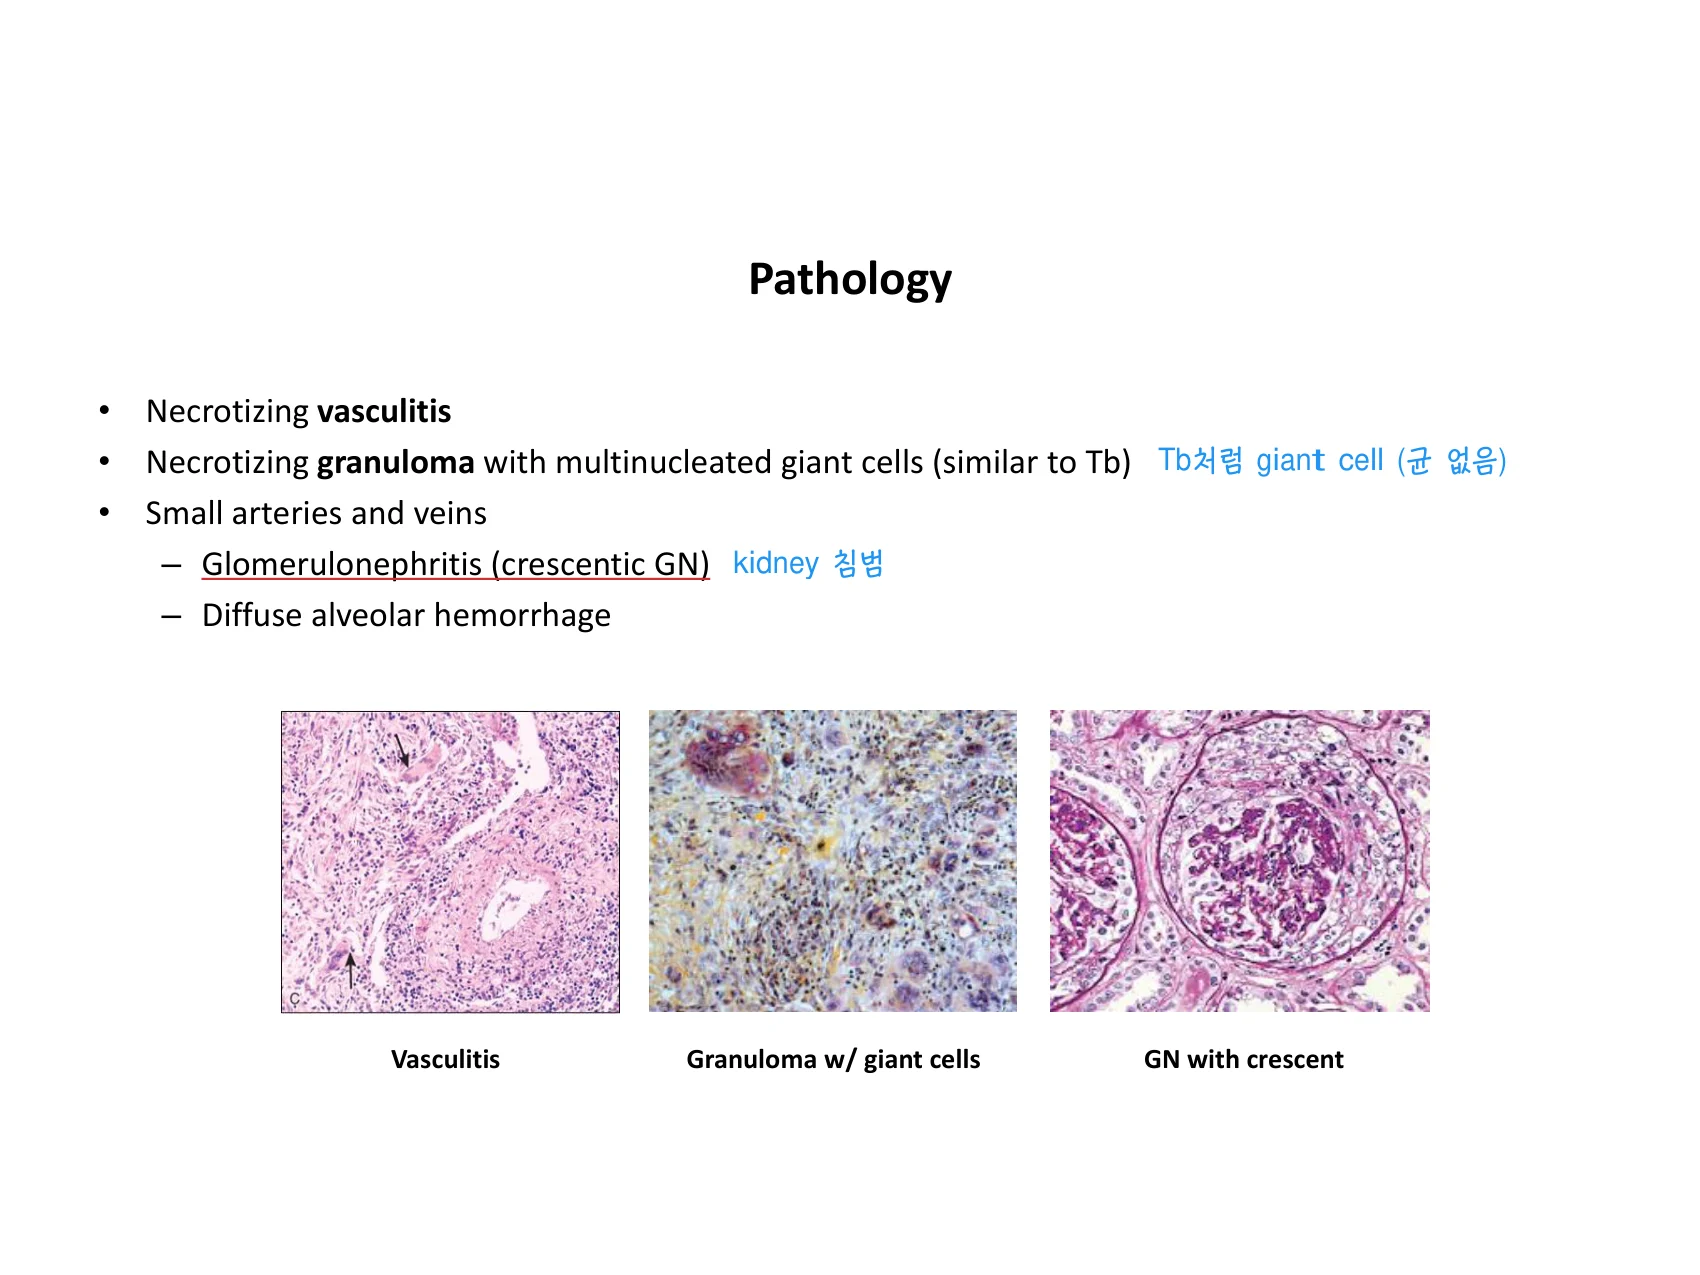 Pathology
• Necrotizing vasculitis
• Necrotizing granuloma with multinucleated giant cells (similar to Tb) Tb처럼 giant cell (균 없음)
• Small arteries and veins
– Glomerulonephritis (crescentic GN) kidney 침범
– Diffuse alveolar hemorrhage
C
Vasculitis
Granuloma w/ giant cells
GN with crescent